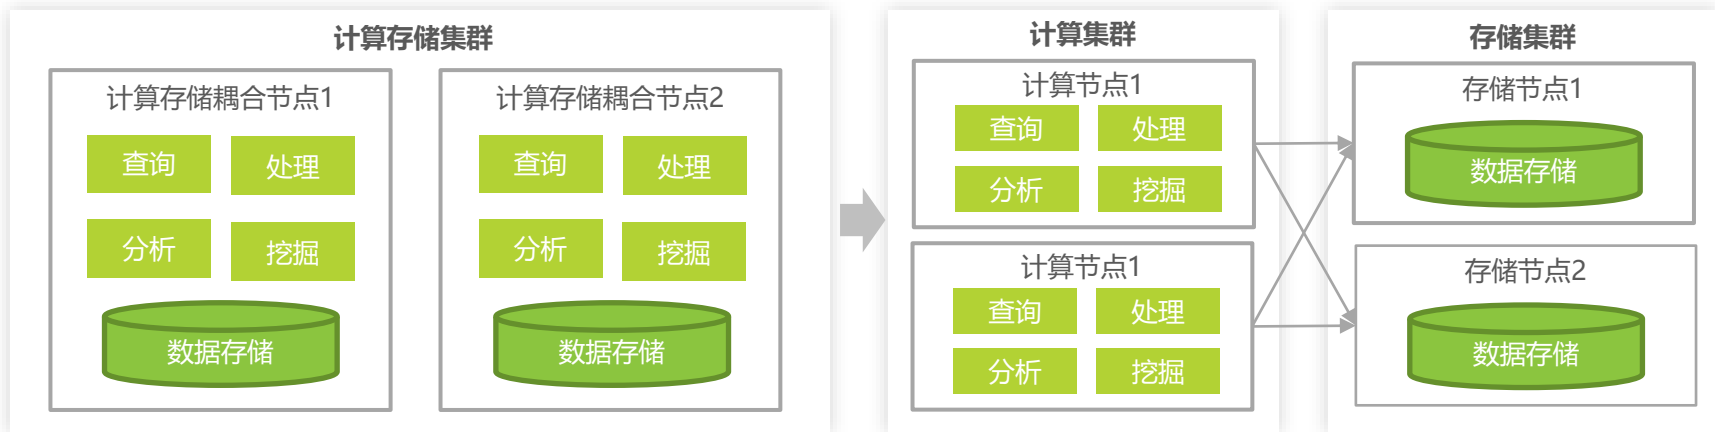 计算存储集群
计算存储耦合节点1
查询
处理
分析
挖掘
数据存储
计算存储耦合节点2
查询
处理
分析
挖掘
数据存储
计算集群
计算节点1
查询
处理
分析
挖掘
计算节点1
查询
处理
分析
挖掘
存储集群
存储节点1
数据存储
存储节点2
数据存储